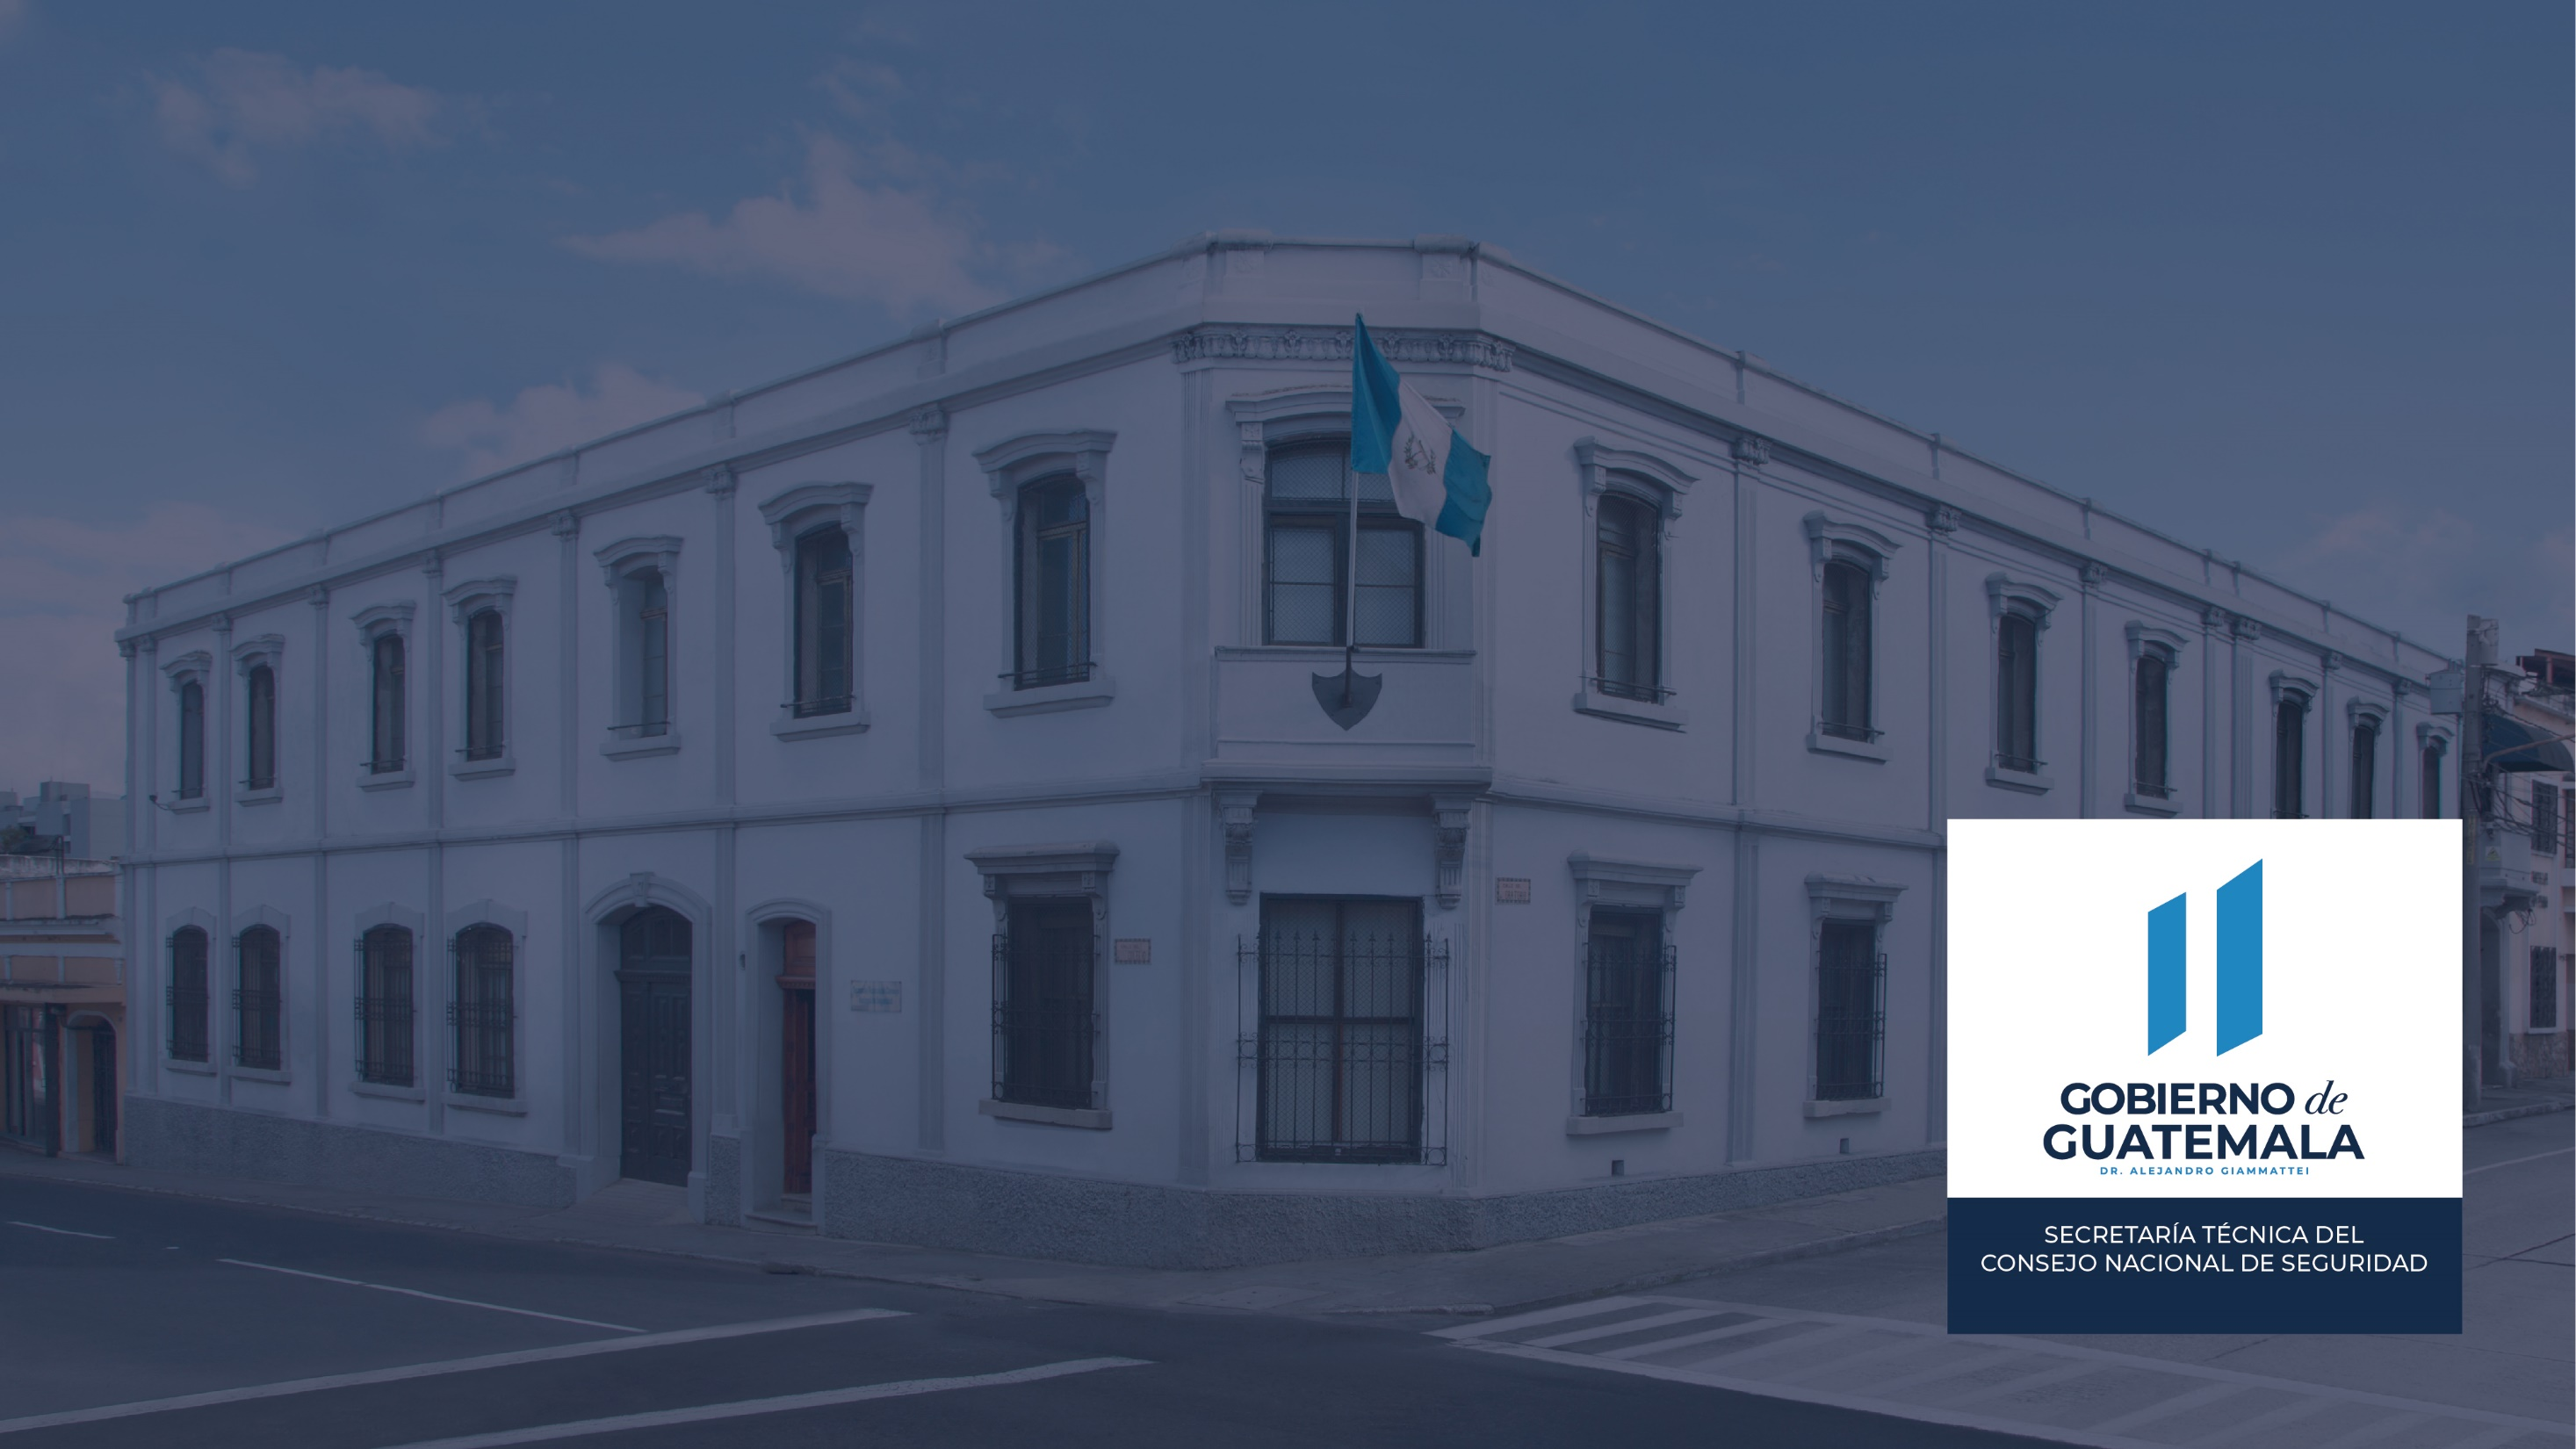 GOBIERNO de
GUATEMALA
DR. ALEJANDRO GIAMMATTEI
SECRETARÍA TÉCNICA DEL
CONSEJO NACIONAL DE SEGURIDAD